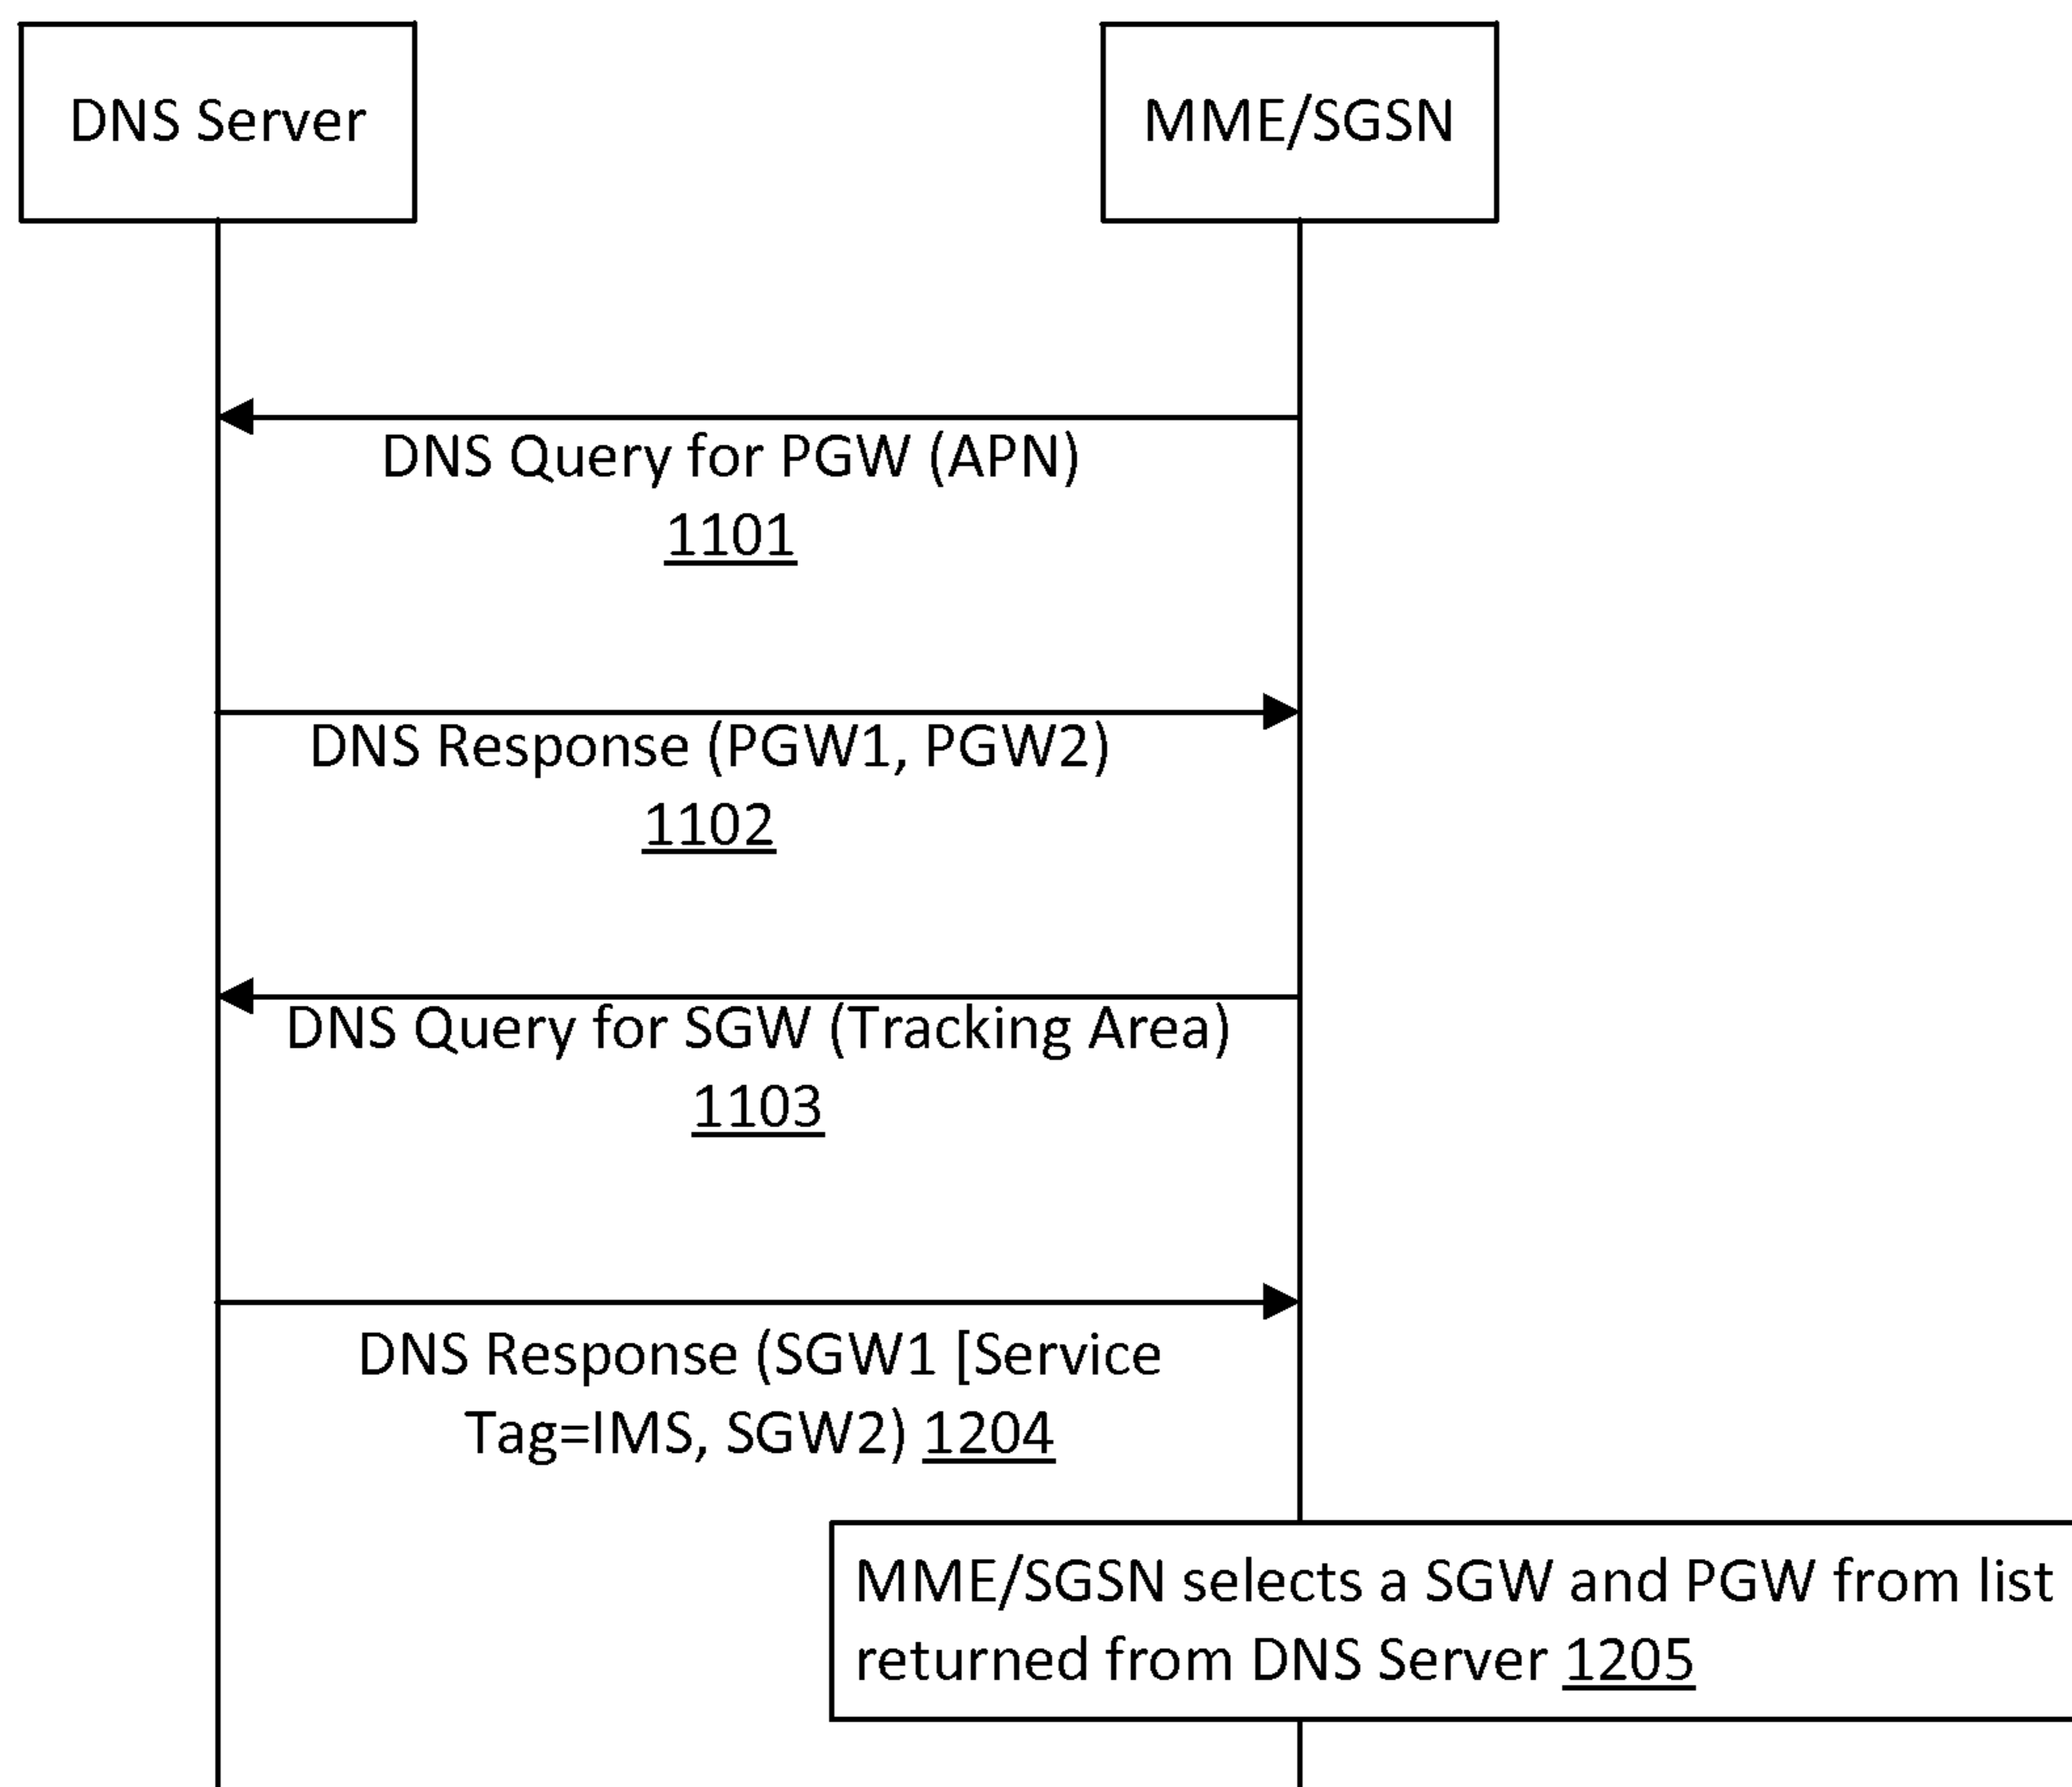 DNS Server
MME/SGSN
DNS Query for PGW (APN)
1101
DNS Response (PGW1, PGW2)
1102
DNS Query for SGW (Tracking Area)
1103
DNS Response (SGW1 [Service
Tag=IMS, SGW2) 1204
MME/SGSN selects a SGW and PGW from list
returned from DNS Server 1205